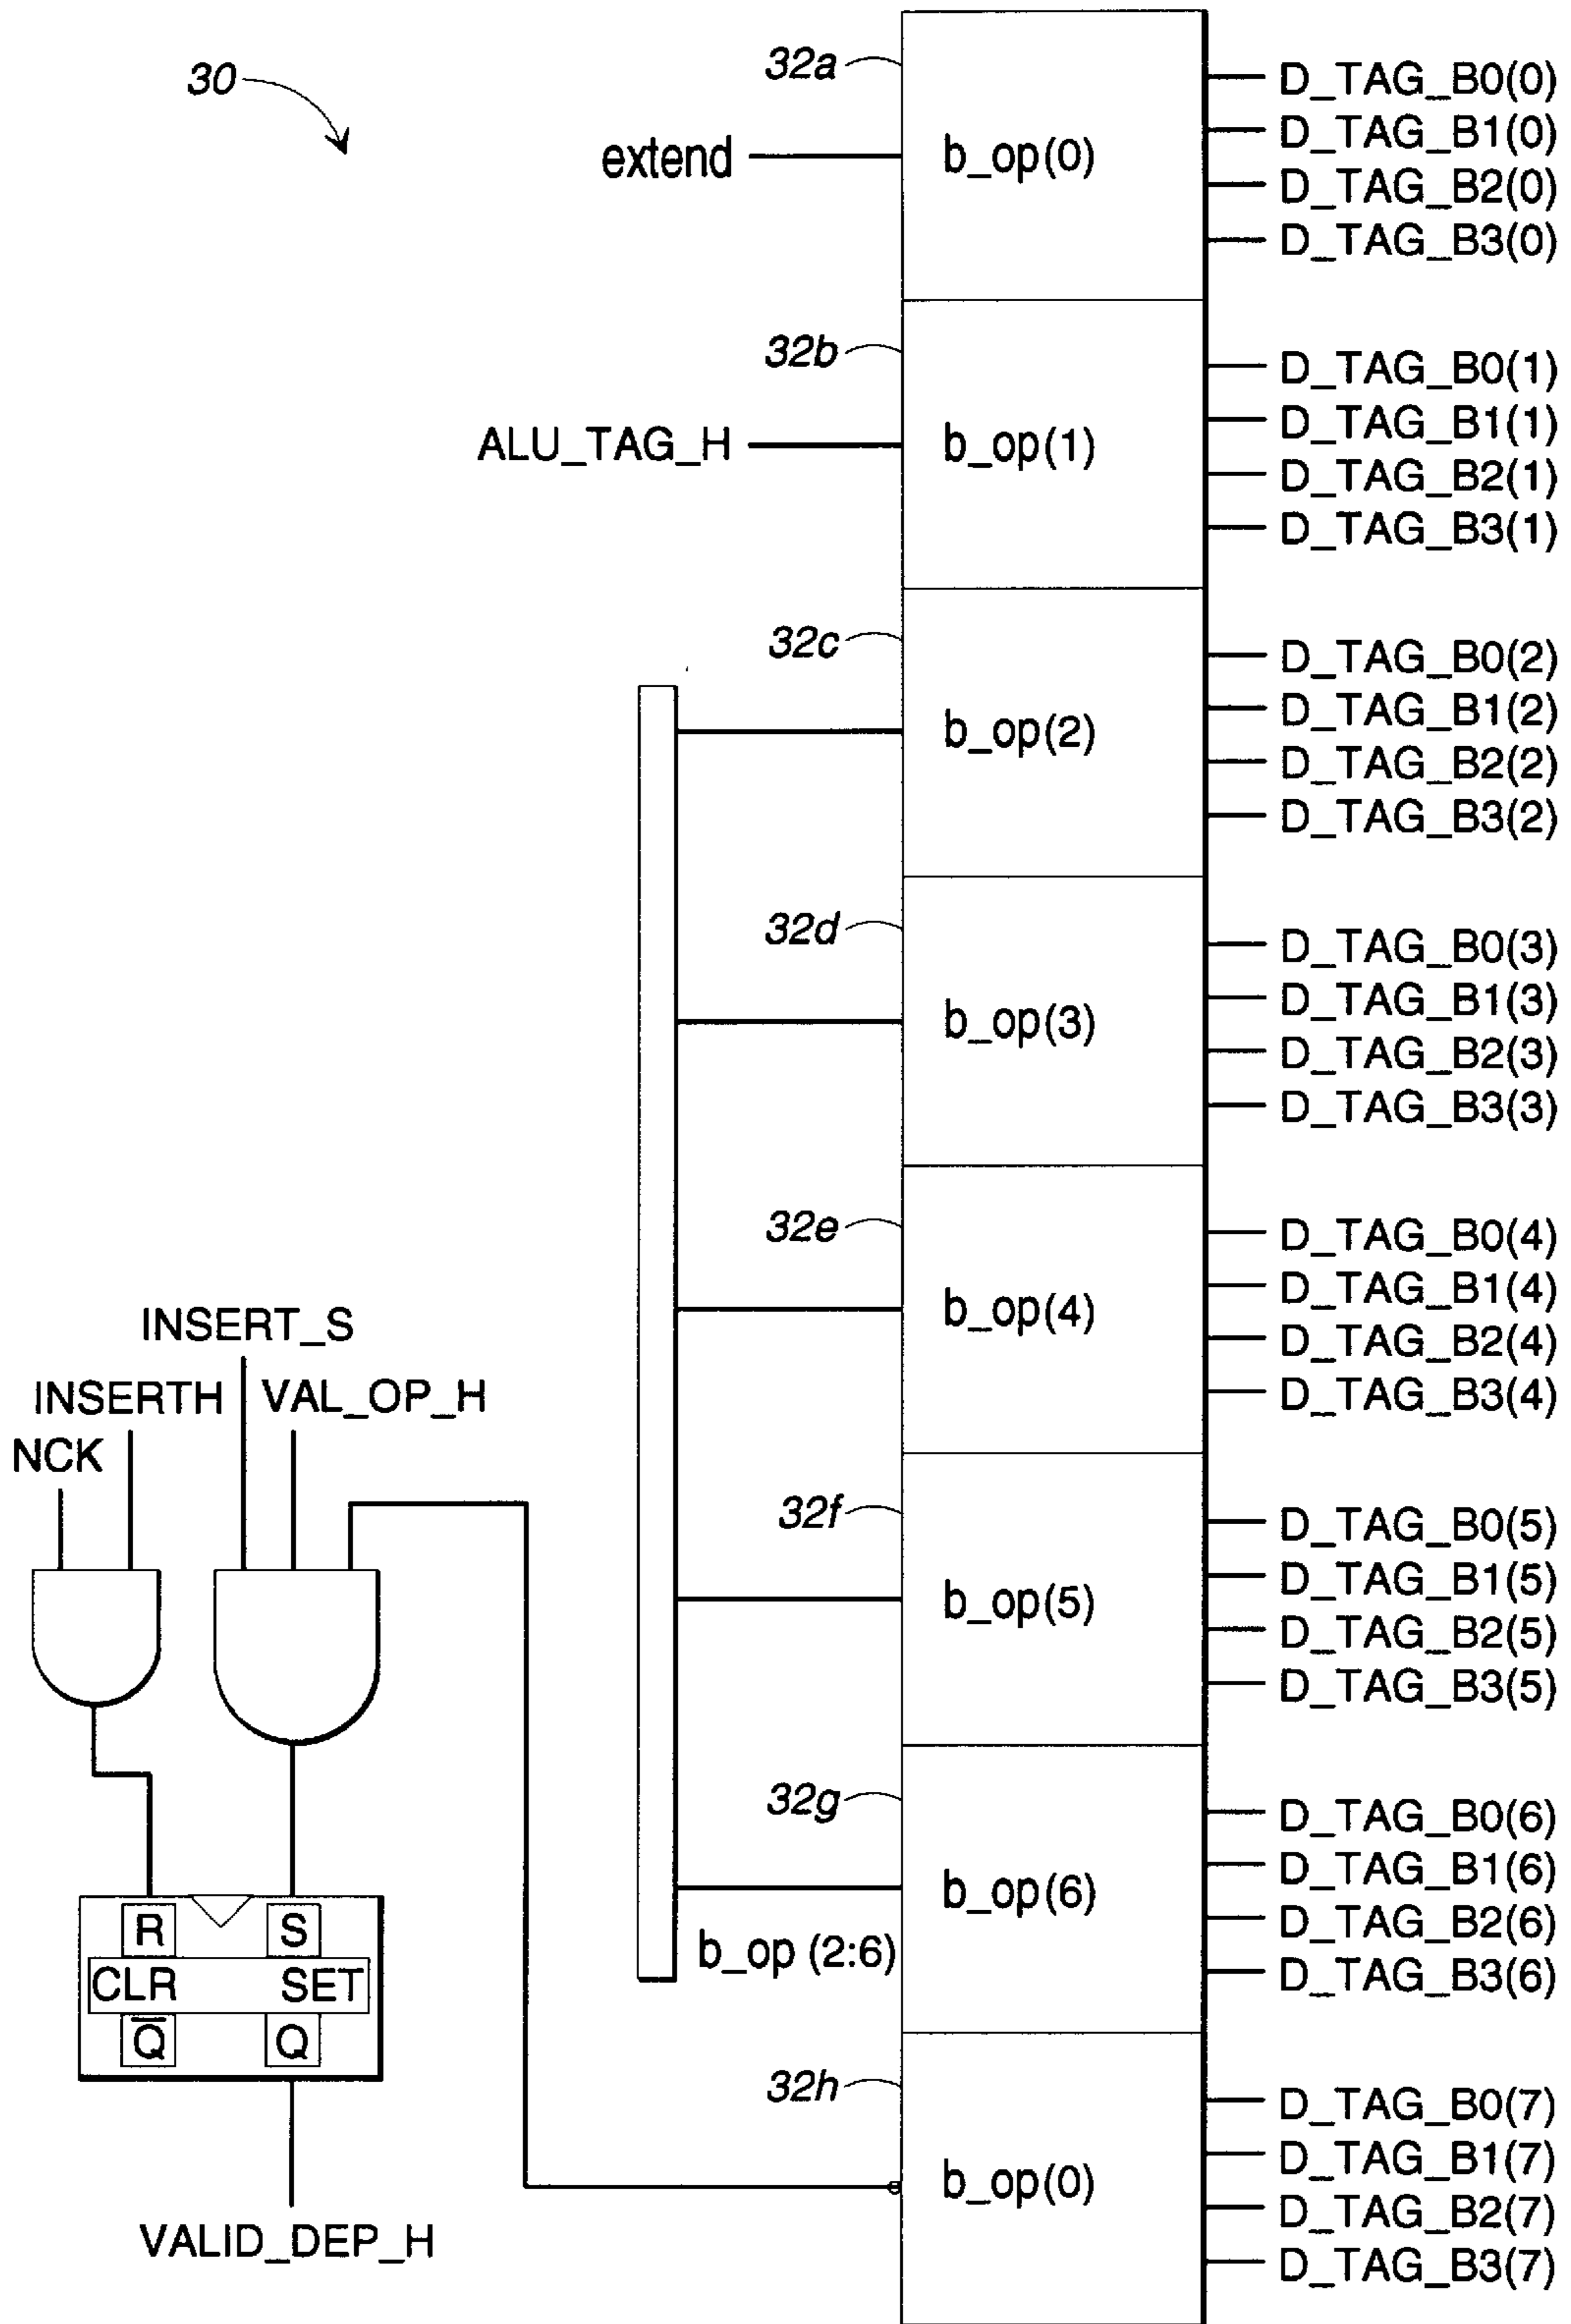 30
32a
extend
b_op(0)
D_TAG_B0(0)
D_TAG_B1(0)
D_TAG_B2(0)
D_TAG_B3(0)
32b
ALU_TAG_H
b_op(1)
D_TAG_B0(1)
D_TAG_B1(1)
D_TAG_B2(1)
D_TAG_B3(1)
32c
b_op(2)
D_TAG_B0(2)
D_TAG_B1(2)
D_TAG_B2(2)
D_TAG_B3(2)
32d
b_op(3)
D_TAG_B0(3)
D_TAG_B1(3)
D_TAG_B2(3)
D_TAG_B3(3)
32e
b_op(4)
D_TAG_B0(4)
D_TAG_B1(4)
D_TAG_B2(4)
D_TAG_B3(4)
32f
b_op(5)
D_TAG_B0(5)
D_TAG_B1(5)
D_TAG_B2(5)
D_TAG_B3(5)
32g
b_op(6)
b_op (2:6)
D_TAG_B0(6)
D_TAG_B1(6)
D_TAG_B2(6)
D_TAG_B3(6)
32h
b_op(0)
D_TAG_B0(7)
D_TAG_B1(7)
D_TAG_B2(7)
D_TAG_B3(7)
INSERT_S
INSERTH
VAL_OP_H
NCK
R
S
CLR
SET
Q̅
Q
VALID_DEP_H